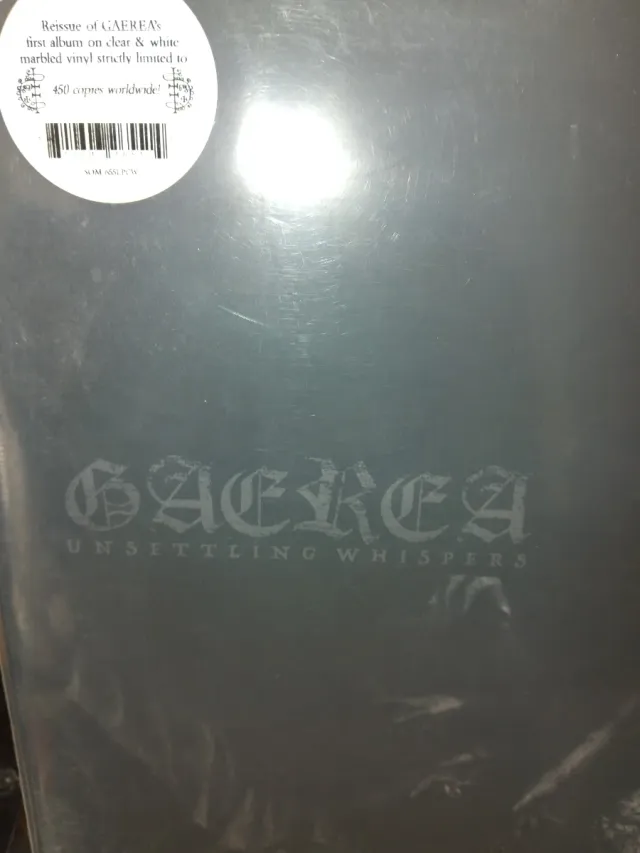 Reissue of GAEREA's
first album on clear & white
marbled vinyl strictly limited to
450 copies worldwide!
GAEREA
UNSETTLING WHISPERS